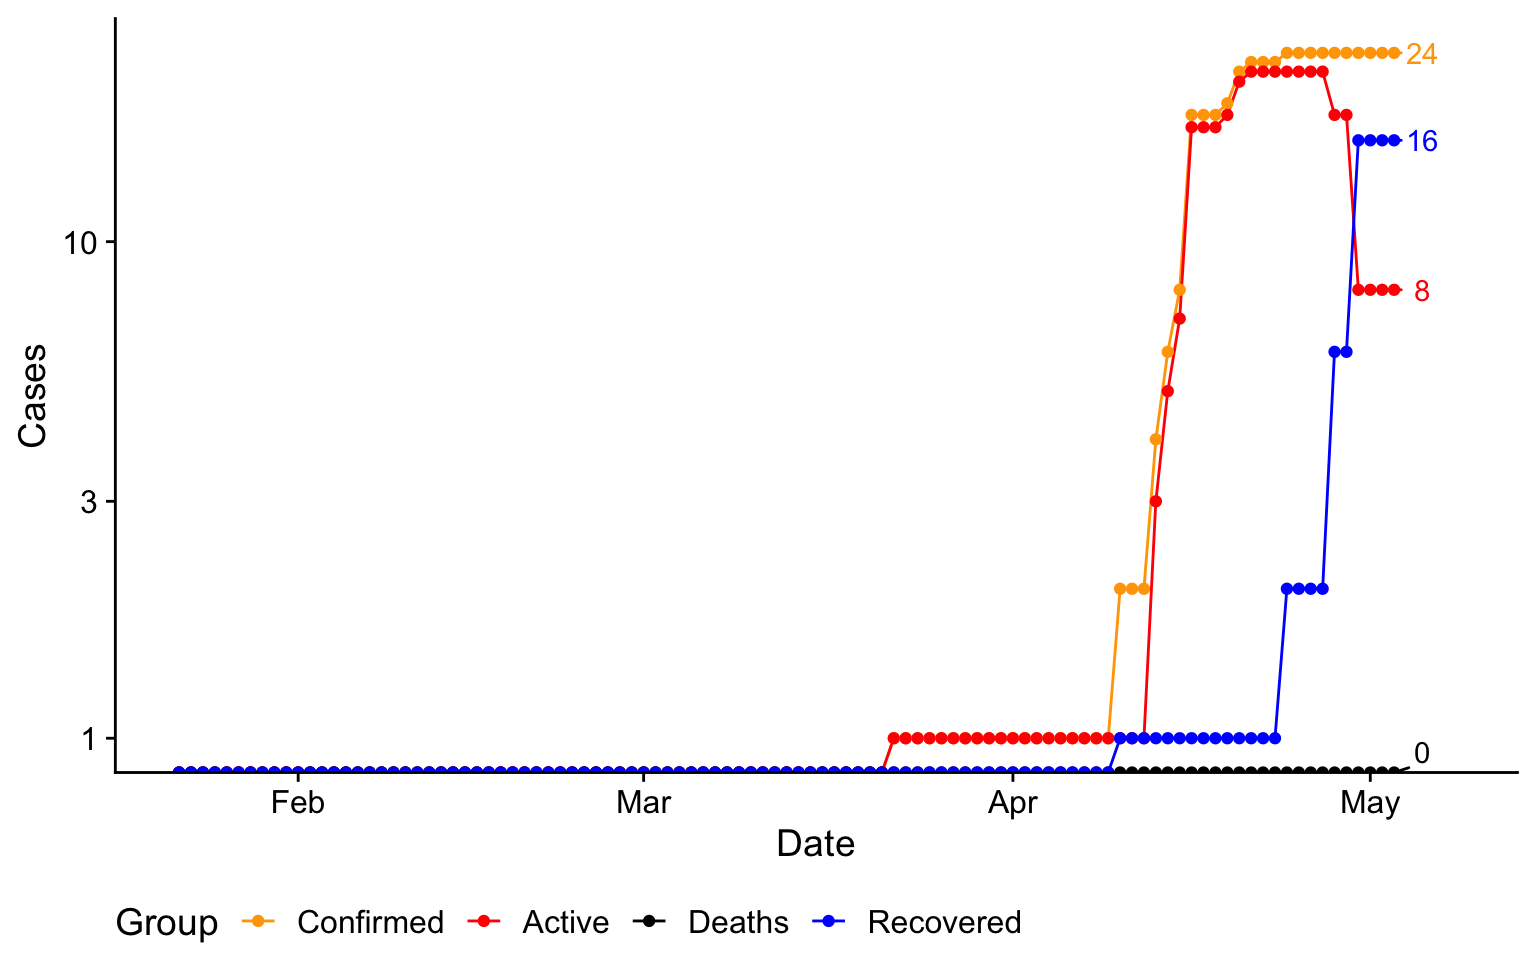 24
16
10
8
Cases
3
1
0
Feb Mar Apr May
Date
Group Confirmed Active Deaths Recovered